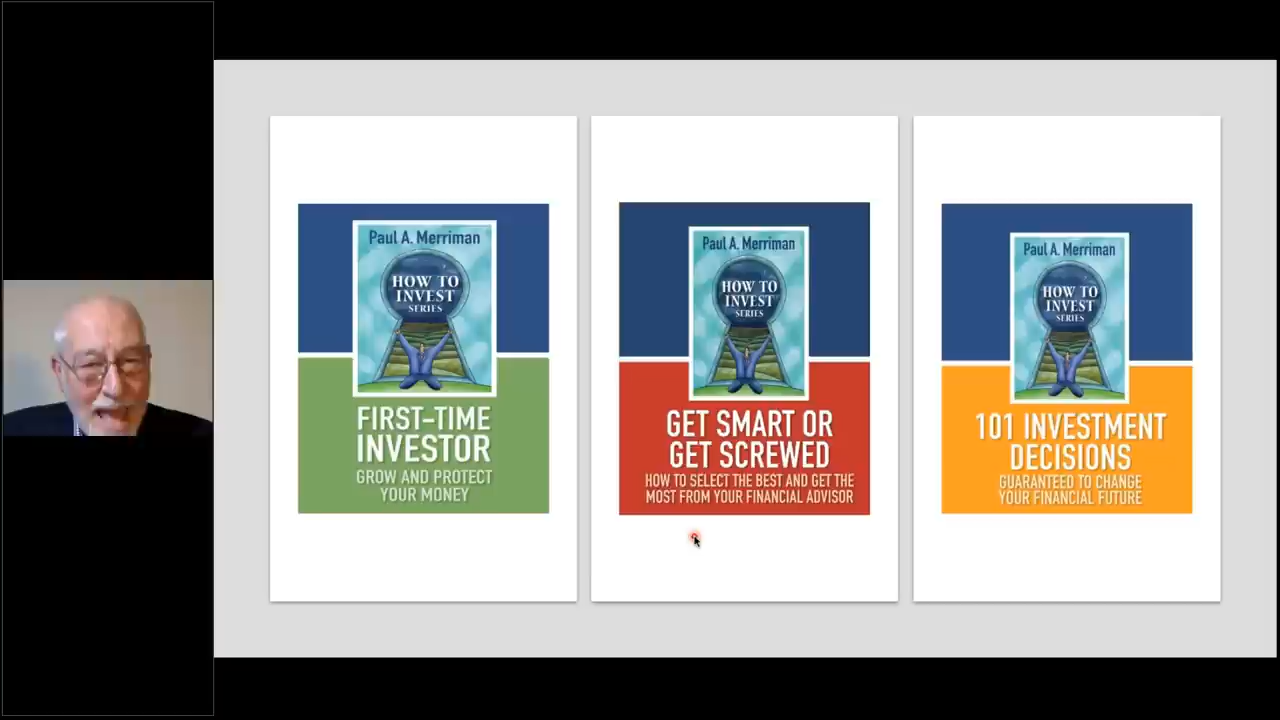 Paul A. Merriman
HOW TO
INVEST
SERIES
FIRST-TIME
INVESTOR
GROW AND PROTECT
YOUR MONEY
Paul A. Merriman
HOW TO
INVEST
SERIES
GET SMART OR
GET SCREWED
HOW TO SELECT THE BEST AND GET THE
MOST FROM YOUR FINANCIAL ADVISOR
Paul A. Merriman
HOW TO
INVEST
SERIES
101 INVESTMENT
DECISIONS
GUARANTEED TO CHANGE
YOUR FINANCIAL FUTURE